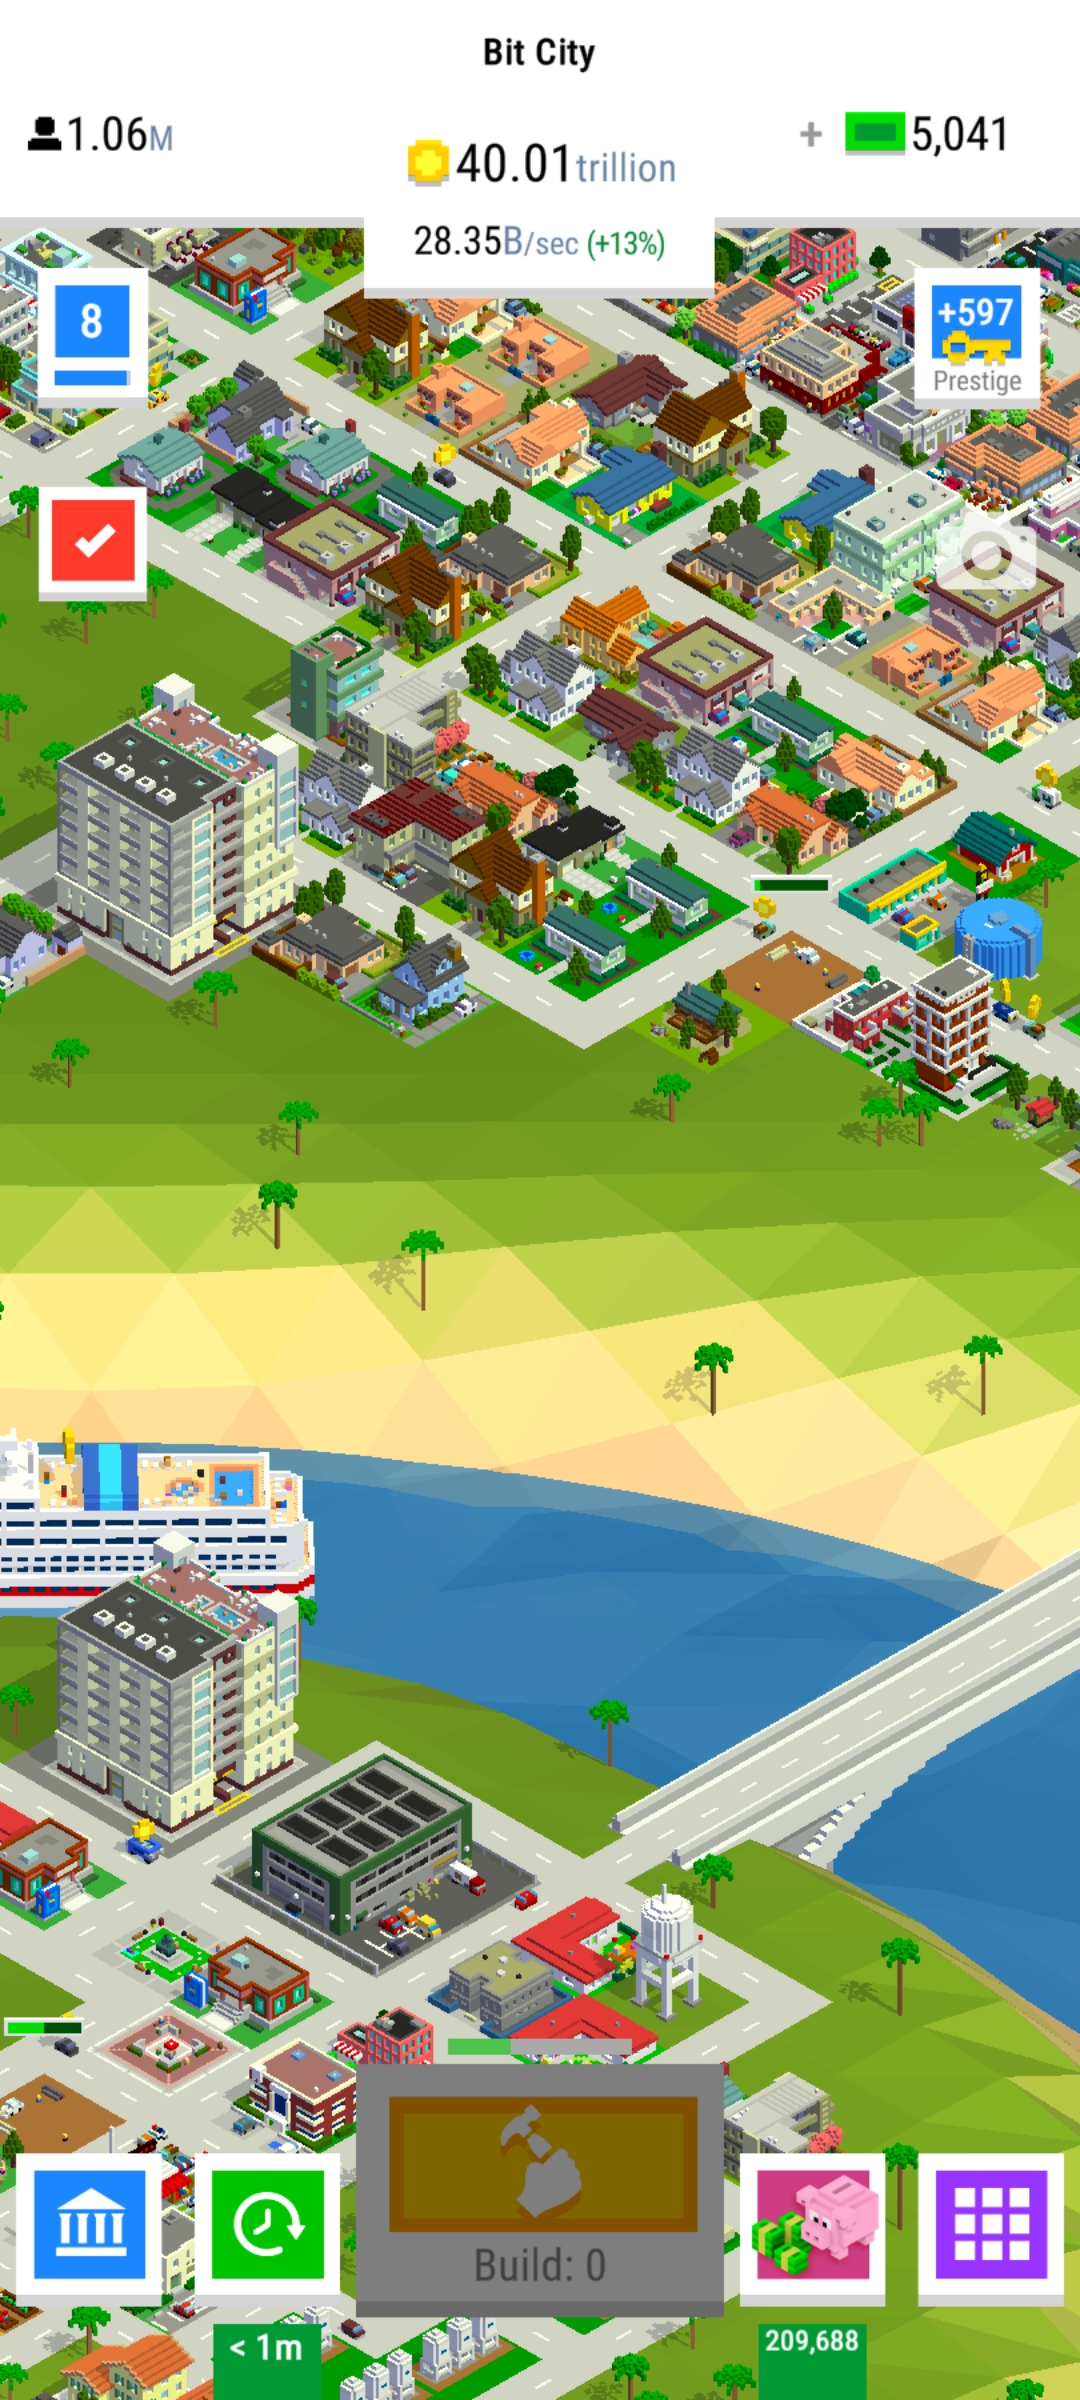 Bit City
1.06M
40.01trillion
+ 5,041
28.35B/sec (+13%)
8
+597
Prestige
Build: 0
< 1m
209,688